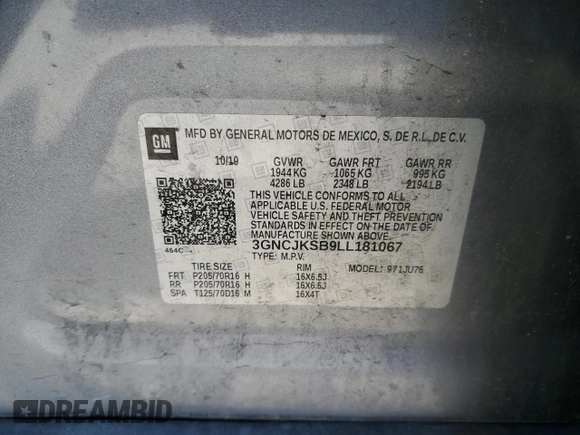 GM
MFD BY GENERAL MOTORS DE MEXICO, S. DE R.L. DE C.V.
10/19 GVWR GAWR FRT GAWR RR
1944 KG 1065 KG 995 KG
4286 LB 2348 LB 2194 LB
THIS VEHICLE CONFORMS TO ALL
APPLICABLE U.S. FEDERAL MOTOR
VEHICLE SAFETY AND THEFT PREVENTION
STANDARDS IN EFFECT ON THE DATE
OF MANUFACTURE SHOWN ABOVE.
464C
3GNCJKSB9LL181067
TYPE: M.P.V. MODEL: 971JU76
TIRE SIZE RIM
FRT P205/70R16 H 16X6.5J
RR P205/70R16 H 16X6.5J
SPA T125/70D16 M 16X4T
DREAMBID